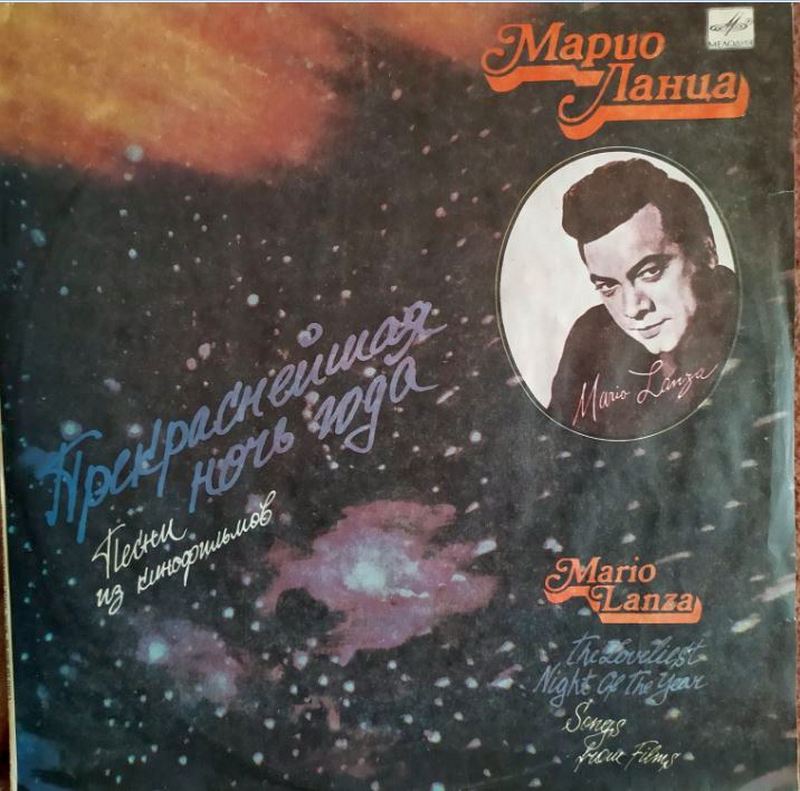 МЕЛОДИЯ
Марио
Ланца
Mario Lanza
Прекраснейшая
ночь года
Песни
из кинофильмов
Mario
Lanza
The Loveliest
Night Of The Year
Songs
from Films